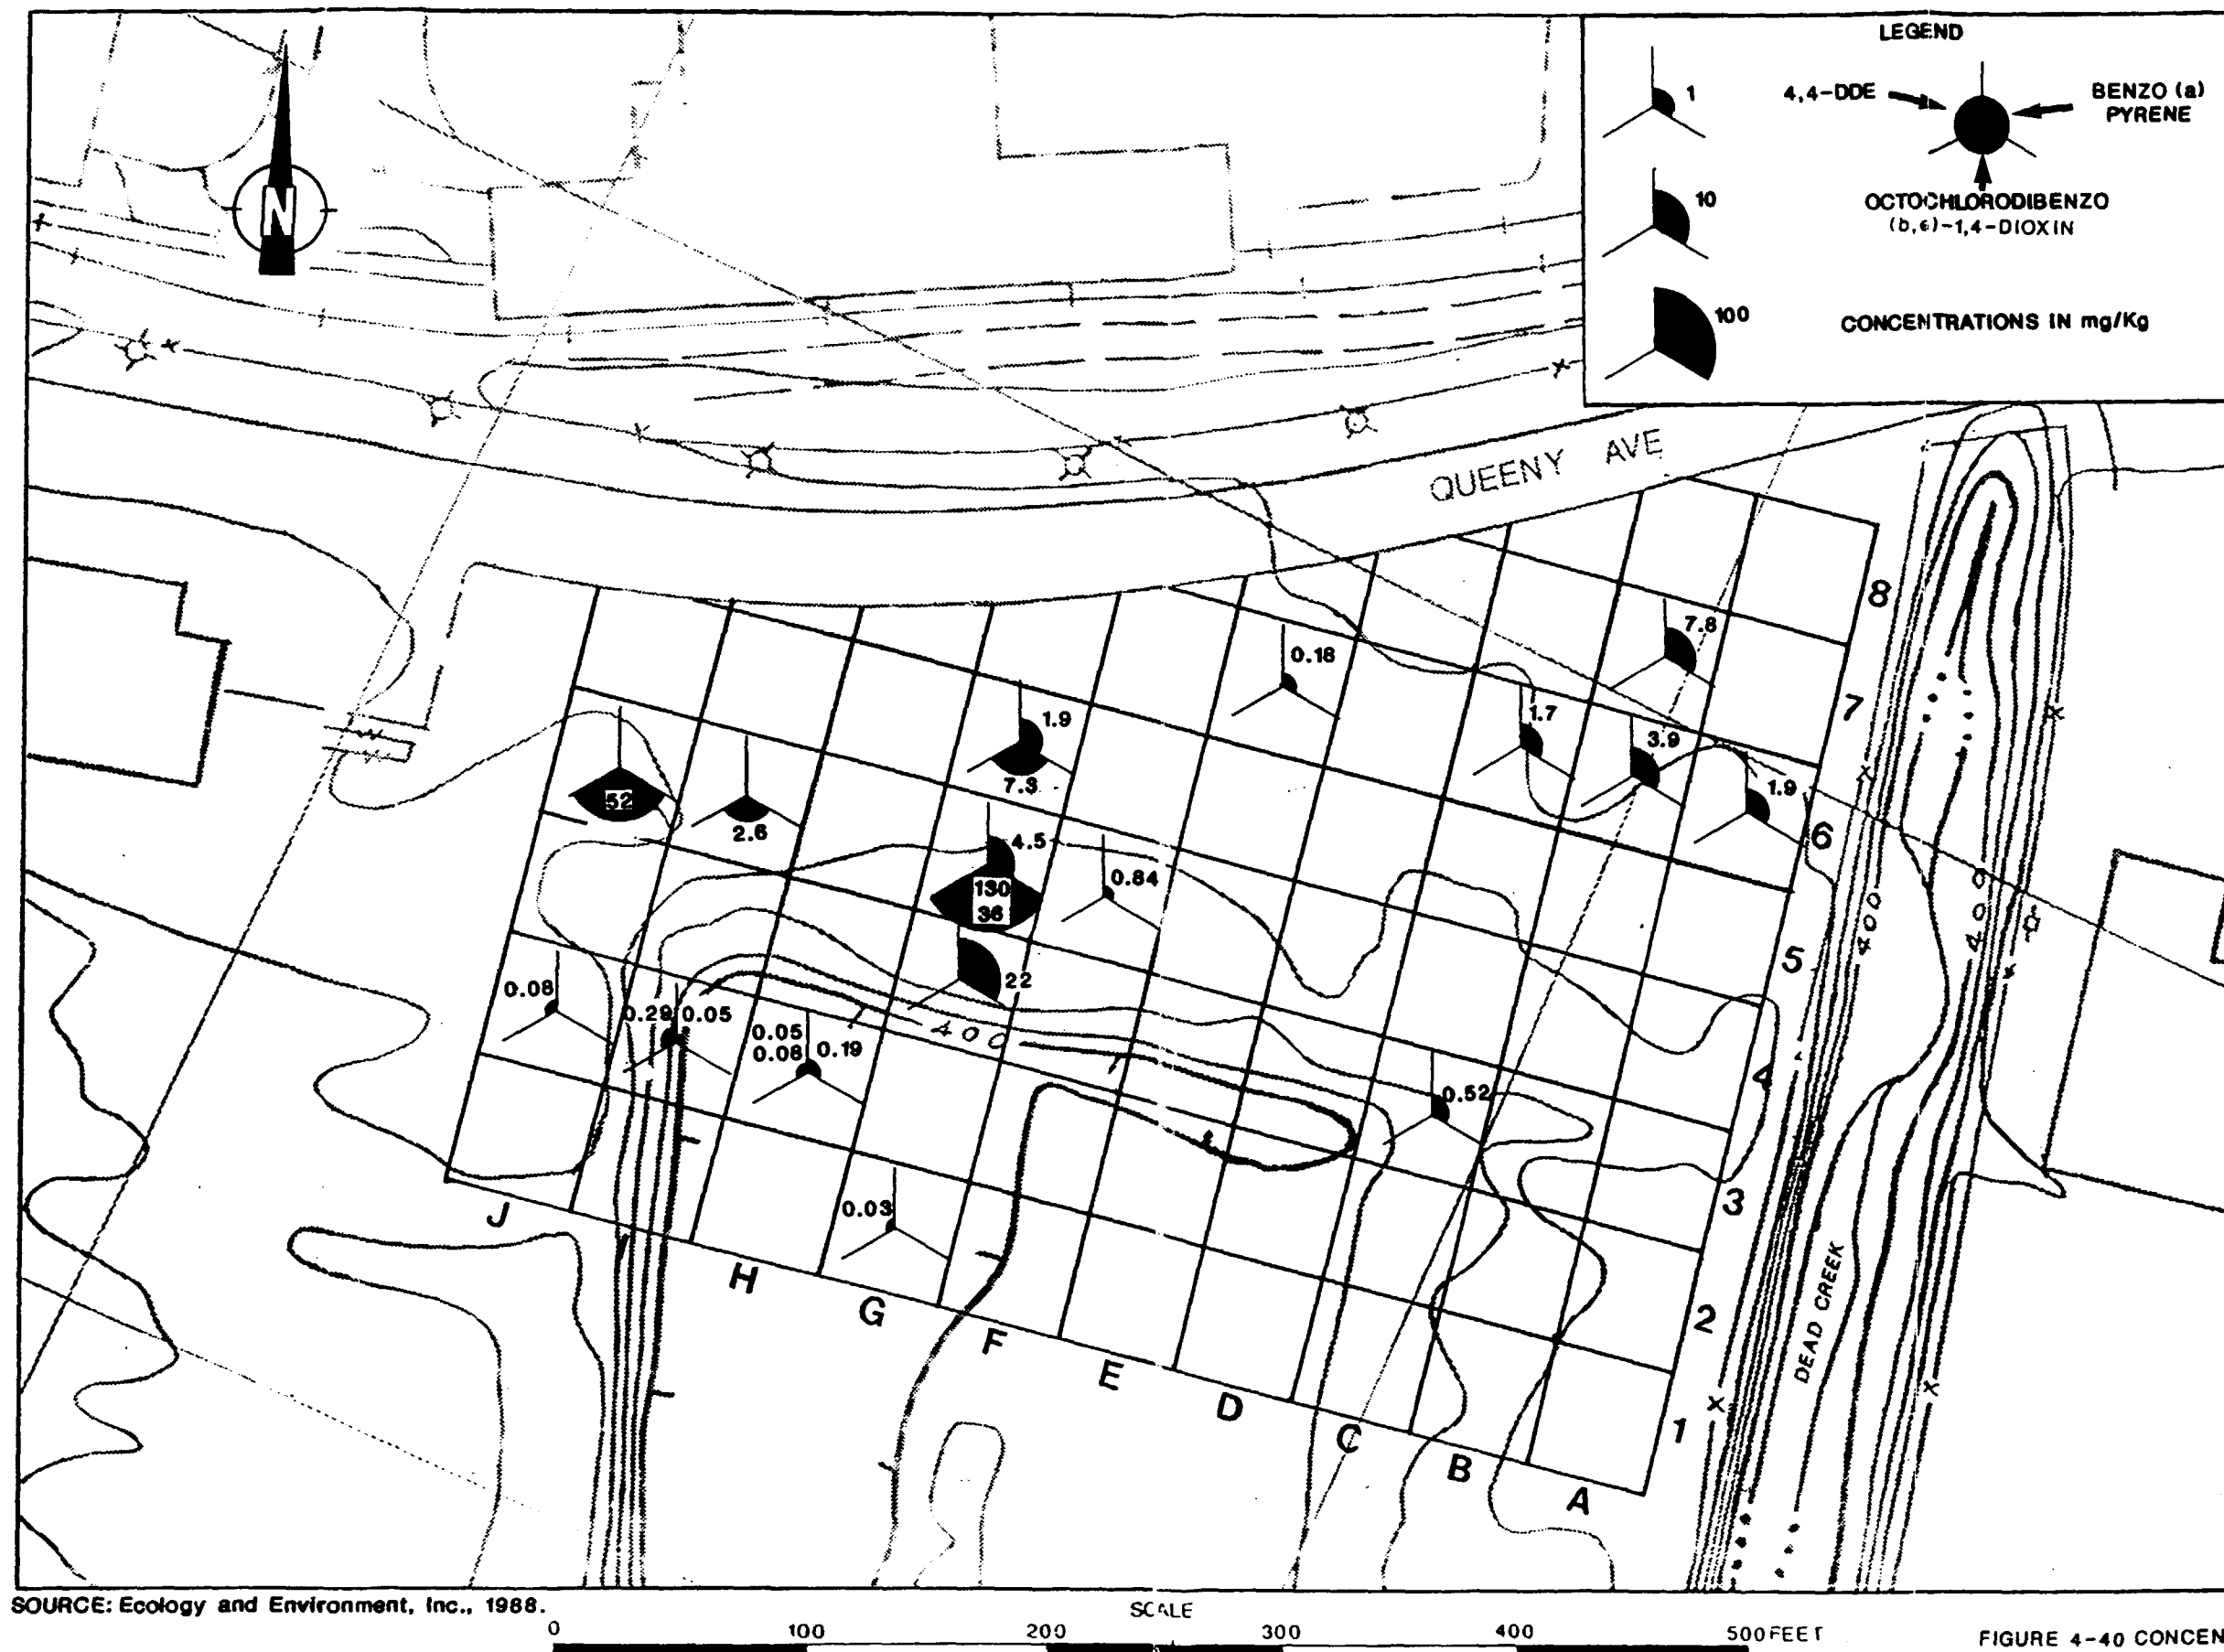 LEGEND
1
4,4-DDE
BENZO (a)
PYRENE
10
OCTOCHLORODIBENZO
(b,e)-1,4-DIOXIN
100
CONCENTRATIONS IN mg/Kg
N
QUEENY AVE
8
7.8
0.18
7
1.7
1.9
3.9
7.3
1.9
52
2.6
6
4.5
0.84
130
36
400
400
5
22
0.08
0.29 0.05
0.05
0.08 0.19
400
4
0.52
3
0.03
J
H
G
F
E
D
C
B
A
2
1
DEAD CREEK
SOURCE: Ecology and Environment, Inc., 1988.
SCALE
0 100 200 300 400 500 FEET
FIGURE 4-40 CONCEN